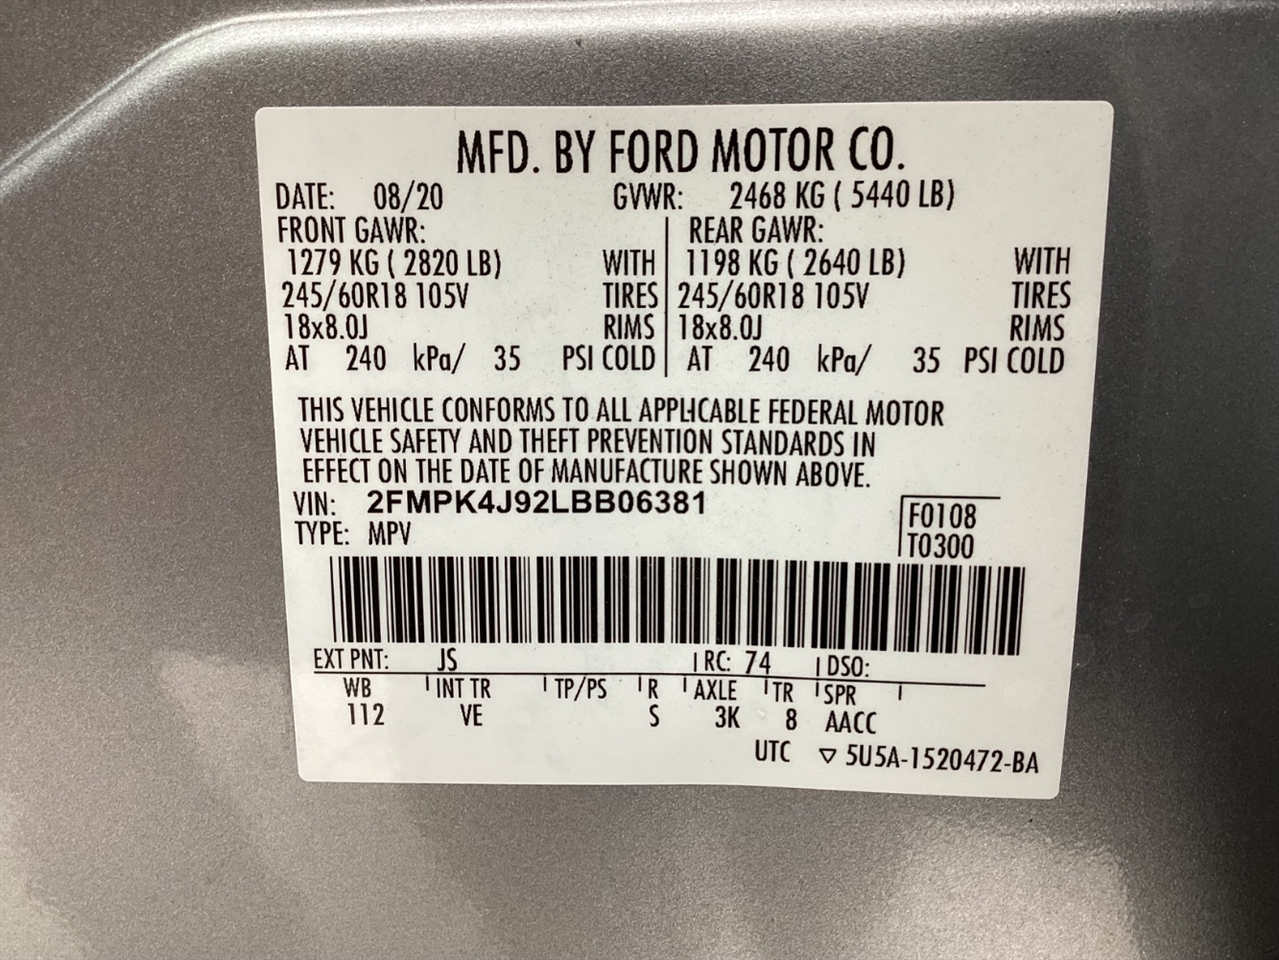 MFD. BY FORD MOTOR CO.
DATE: 08/20 GVWR: 2468 KG ( 5440 LB)
FRONT GAWR: REAR GAWR:
1279 KG ( 2820 LB) WITH 1198 KG ( 2640 LB) WITH
245/60R18 105V TIRES 245/60R18 105V TIRES
18x8.0J RIMS 18x8.0J RIMS
AT 240 kPa/ 35 PSI COLD AT 240 kPa/ 35 PSI COLD
THIS VEHICLE CONFORMS TO ALL APPLICABLE FEDERAL MOTOR
VEHICLE SAFETY AND THEFT PREVENTION STANDARDS IN
EFFECT ON THE DATE OF MANUFACTURE SHOWN ABOVE.
VIN: 2FMPK4J92LBB06381 F0108
TYPE: MPV T0300
EXT PNT: JS RC: 74 DSO:
WB INT TR TP/PS R AXLE TR SPR
112 VE S 3K 8 AACC
UTC ▽ 5U5A-1520472-BA